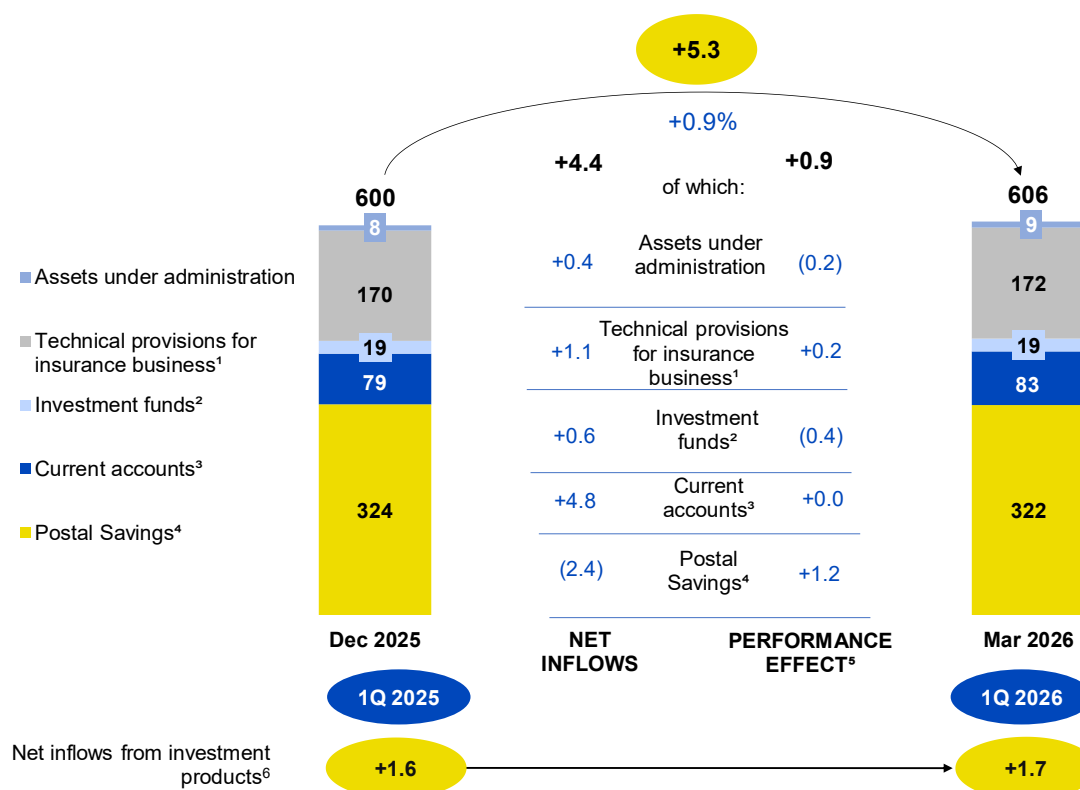 +5.3
+0.9%
+4.4
+0.9
of which:
600
606
8
170
19
79
324
Assets under administration
Technical provisions for
insurance business¹
Investment funds²
Current accounts³
Postal Savings⁴
+0.4
Assets under
administration
(0.2)
+1.1
Technical provisions
for insurance
business¹
+0.2
+0.6
Investment
funds²
(0.4)
+4.8
Current
accounts³
+0.0
(2.4)
Postal
Savings⁴
+1.2
9
172
19
83
322
Dec 2025
NET
INFLOWS
PERFORMANCE
EFFECT⁵
Mar 2026
1Q 2025
1Q 2026
Net inflows from investment
products⁶
+1.6
+1.7